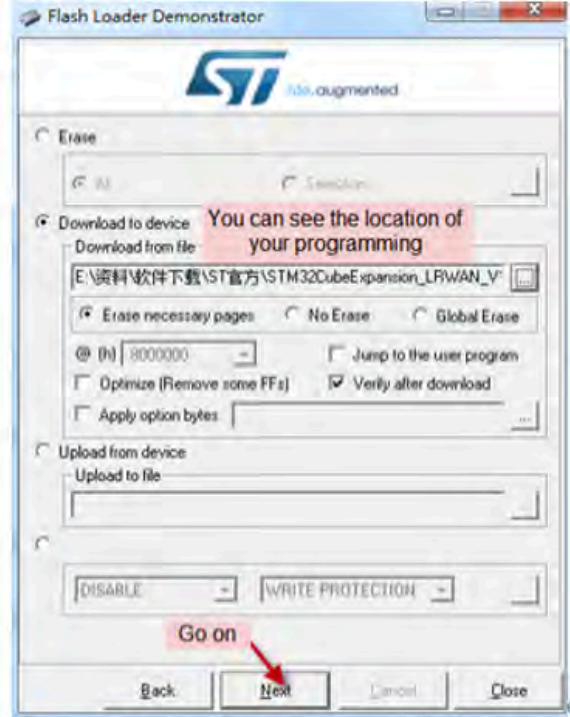 Flash Loader Demonstrator
ST
life.augmented
Erase
All
Selection
Download to device
You can see the location of
your programming
Download from file
E:\资料\软件下载\ST官方\STM32CubeExpansion_LRWAN_V
...
Erase necessary pages
No Erase
Global Erase
@ (h) 8000000
Jump to the user program
Optimize (Remove some FFs)
Verify after download
Apply option bytes
...
Upload from device
Upload to file
DISABLE
WRITE PROTECTION
Go on
Back
Next
Cancel
Close